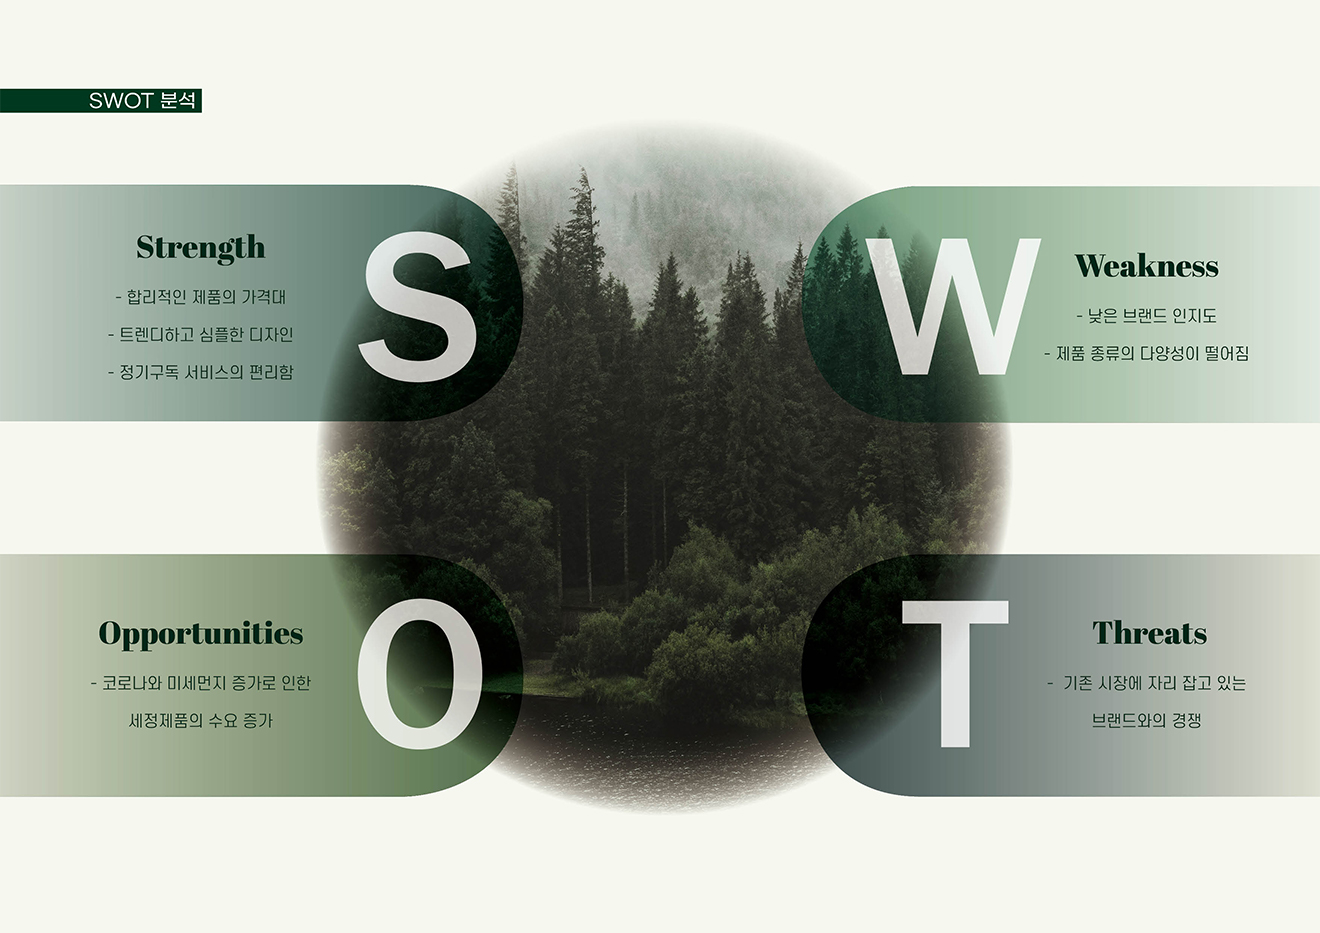 SWOT 분석
Strength
- 합리적인 제품의 가격대
- 트렌디하고 심플한 디자인
- 정기구독 서비스의 편리함
S
W
Weakness
- 낮은 브랜드 인지도
- 제품 종류의 다양성이 떨어짐
Opportunities
- 코로나와 미세먼지 증가로 인한
세정제품의 수요 증가
O
T
Threats
- 기존 시장에 자리 잡고 있는
브랜드와의 경쟁